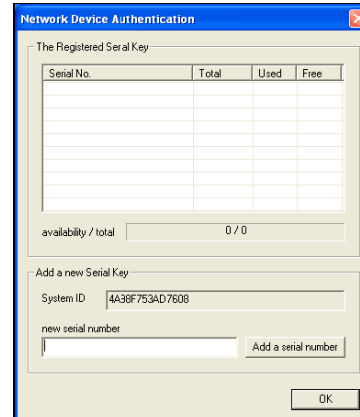 Network Device Authentication
The Registered Seral Key
Serial No. Total Used Free
availability / total 0 / 0
Add a new Serial Key
System ID 4A38F753AD7608
new serial number
Add a serial number
OK